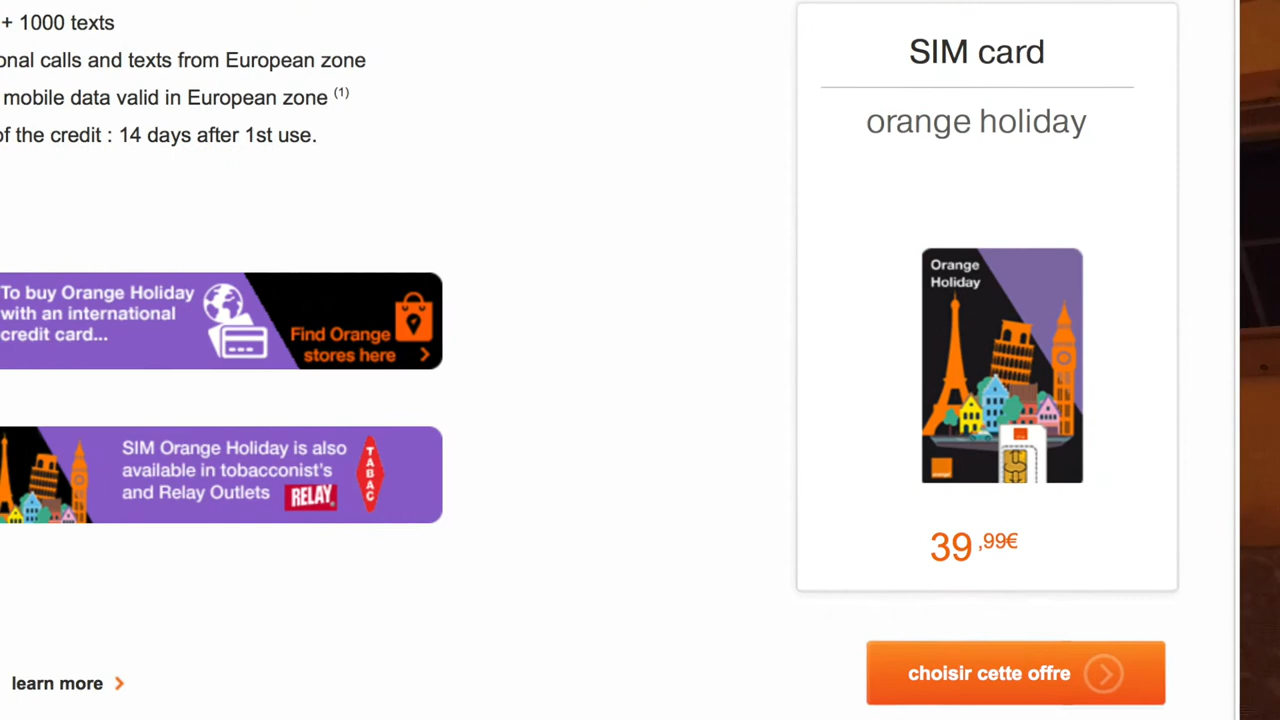 + 1000 texts
onal calls and texts from European zone
mobile data valid in European zone (1)
of the credit : 14 days after 1st use.
To buy Orange Holiday
with an international
credit card...
Find Orange
stores here
SIM Orange Holiday is also
available in tobacconist's
and Relay Outlets
RELAY
TABAC
learn more
SIM card
orange holiday
Orange
Holiday
orange
39,99€
choisir cette offre